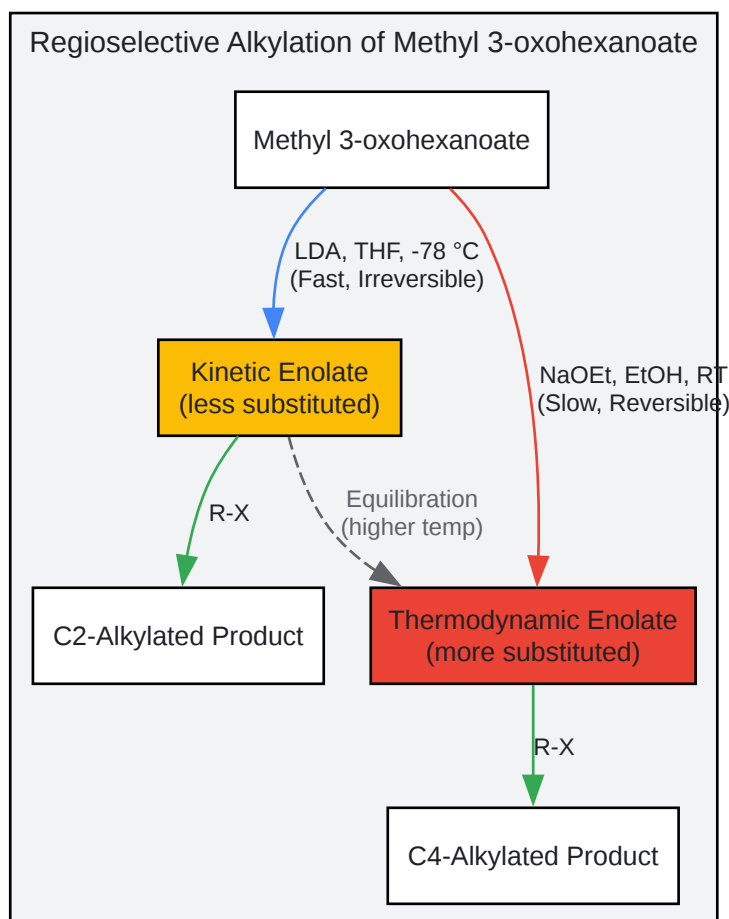 Regioselective Alkylation of Methyl 3-oxohexanoate
Methyl 3-oxohexanoate
LDA, THF, -78 °C
(Fast, Irreversible)
Kinetic Enolate
(less substituted)
NaOEt, EtOH, RT
(Slow, Reversible)
R-X
Equilibration
(higher temp)
C2-Alkylated Product
Thermodynamic Enolate
(more substituted)
R-X
C4-Alkylated Product